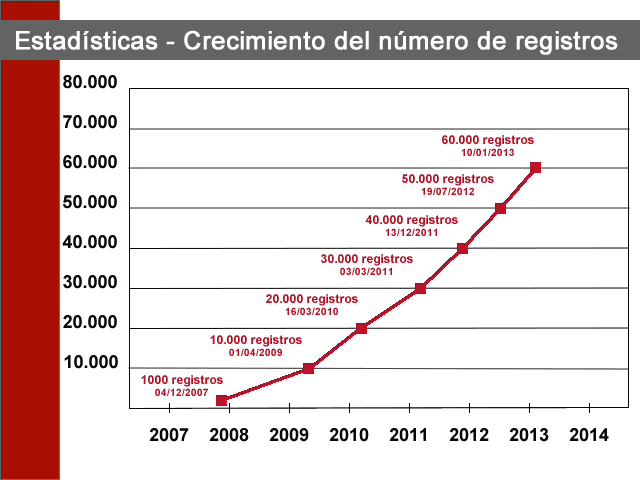 Estadísticas - Crecimiento del número de registros
80.000
70.000
60.000
50.000
40.000
30.000
20.000
10.000
60.000 registros
10/01/2013
50.000 registros
19/07/2012
40.000 registros
13/12/2011
30.000 registros
03/03/2011
20.000 registros
16/03/2010
10.000 registros
01/04/2009
1000 registros
04/12/2007
2007 2008 2009 2010 2011 2012 2013 2014